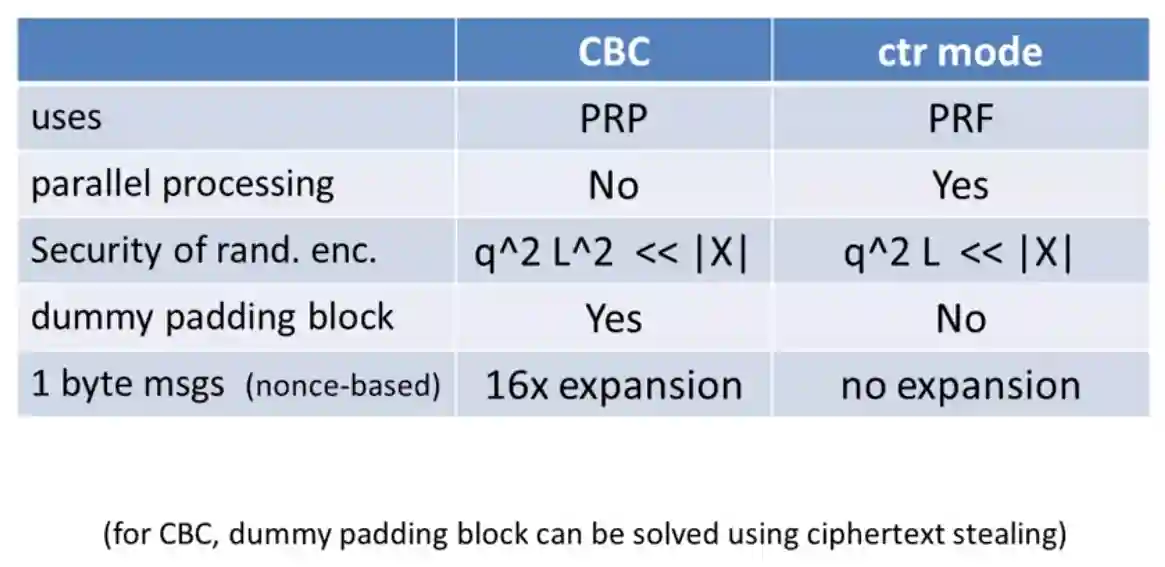 CBC ctr mode
uses PRP PRF
parallel processing No Yes
Security of rand. enc. q^2 L^2 << |X| q^2 L << |X|
dummy padding block Yes No
1 byte msgs (nonce-based) 16x expansion no expansion
(for CBC, dummy padding block can be solved using ciphertext stealing)